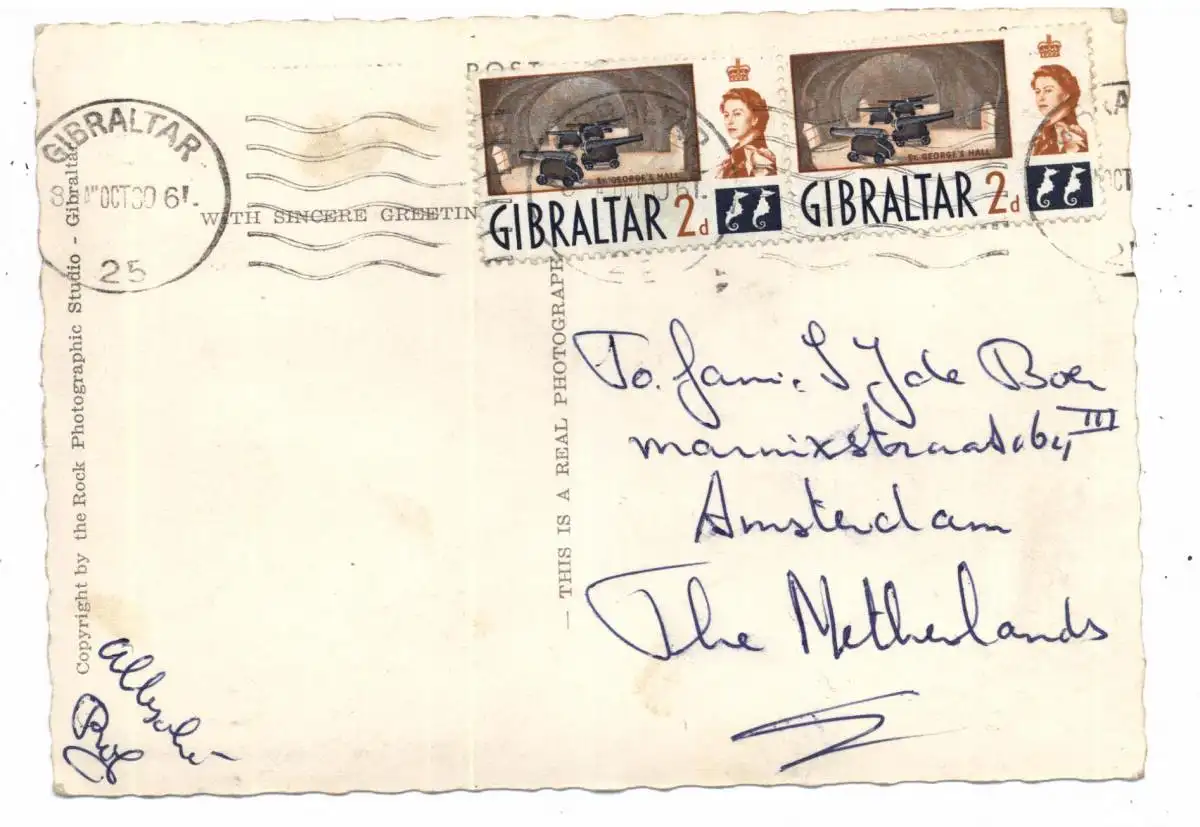 POST
GIBRALTAR
OCT 30 61
25
WITH SINCERE GREETIN
ST. GEORGE'S HALL
GIBRALTAR 2d
ST. GEORGE'S HALL
GIBRALTAR 2d
Copyright by the Rock Photographic Studio - Gibraltar
— THIS IS A REAL PHOTOGRAPH
To. fam. de Boer
marnixstraat 164 III
Amsterdam
The Netherlands